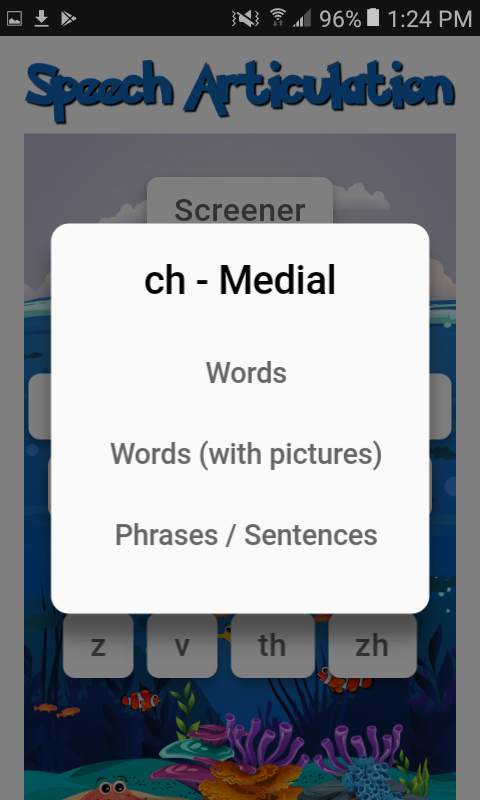 96% 1:24 PM
Speech Articulation
Screener
ch - Medial
Words
Words (with pictures)
Phrases / Sentences
z v th zh